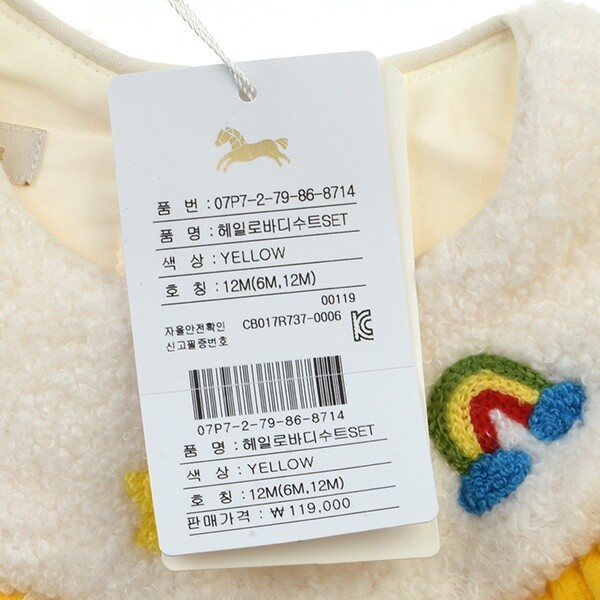 품 번 : 07P7-2-79-86-8714
품 명 : 헤일로바디수트SET
색 상 : YELLOW
호 칭 : 12M(6M,12M)
00119
자율안전확인 CB017R737-0006
신고필증번호
07P7-2-79-86-8714
품 명 : 헤일로바디수트SET
색 상 : YELLOW
호 칭 : 12M(6M,12M)
판매가격 : ₩119,000